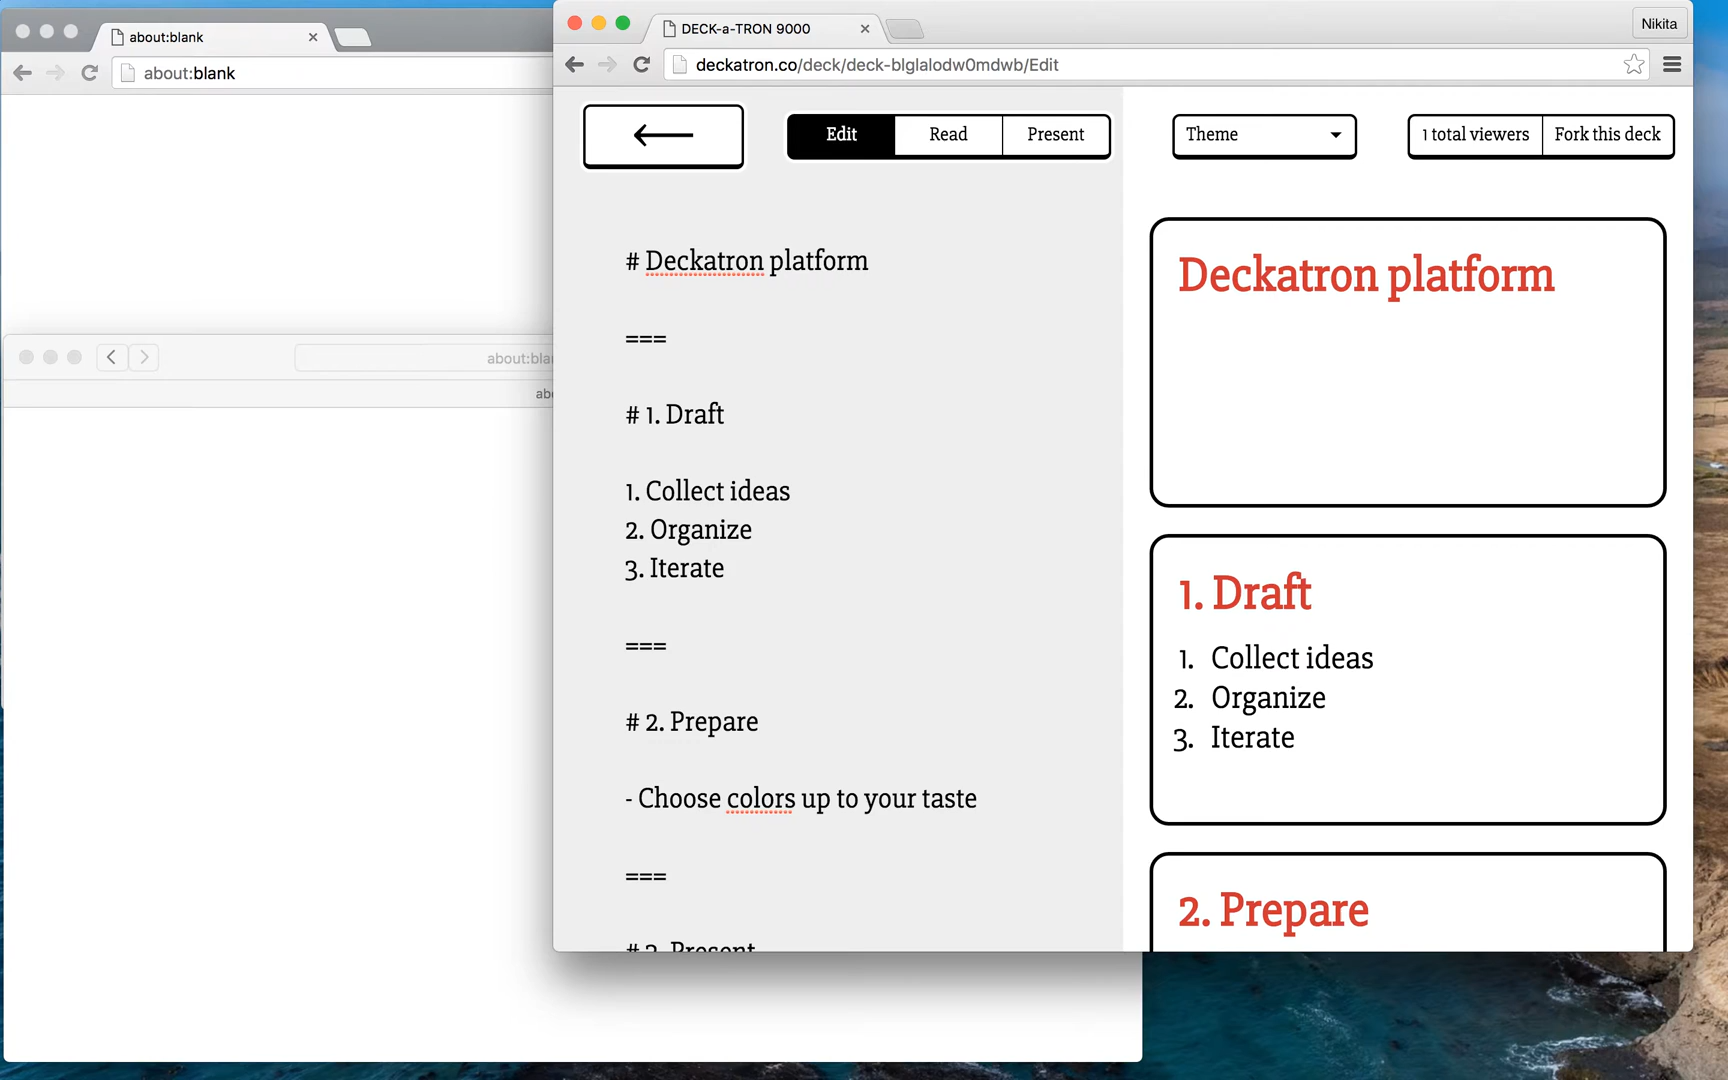 about:blank
about:blank
about:bla
ab
DECK-a-TRON 9000
Nikita
deckatron.co/deck/deck-blglalodw0mdwb/Edit
Edit
Read
Present
Theme
1 total viewers
Fork this deck
# Deckatron platform
===
# 1. Draft
1. Collect ideas
2. Organize
3. Iterate
===
# 2. Prepare
- Choose colors up to your taste
===
# 3. Present
Deckatron platform
1. Draft
1. Collect ideas
2. Organize
3. Iterate
2. Prepare